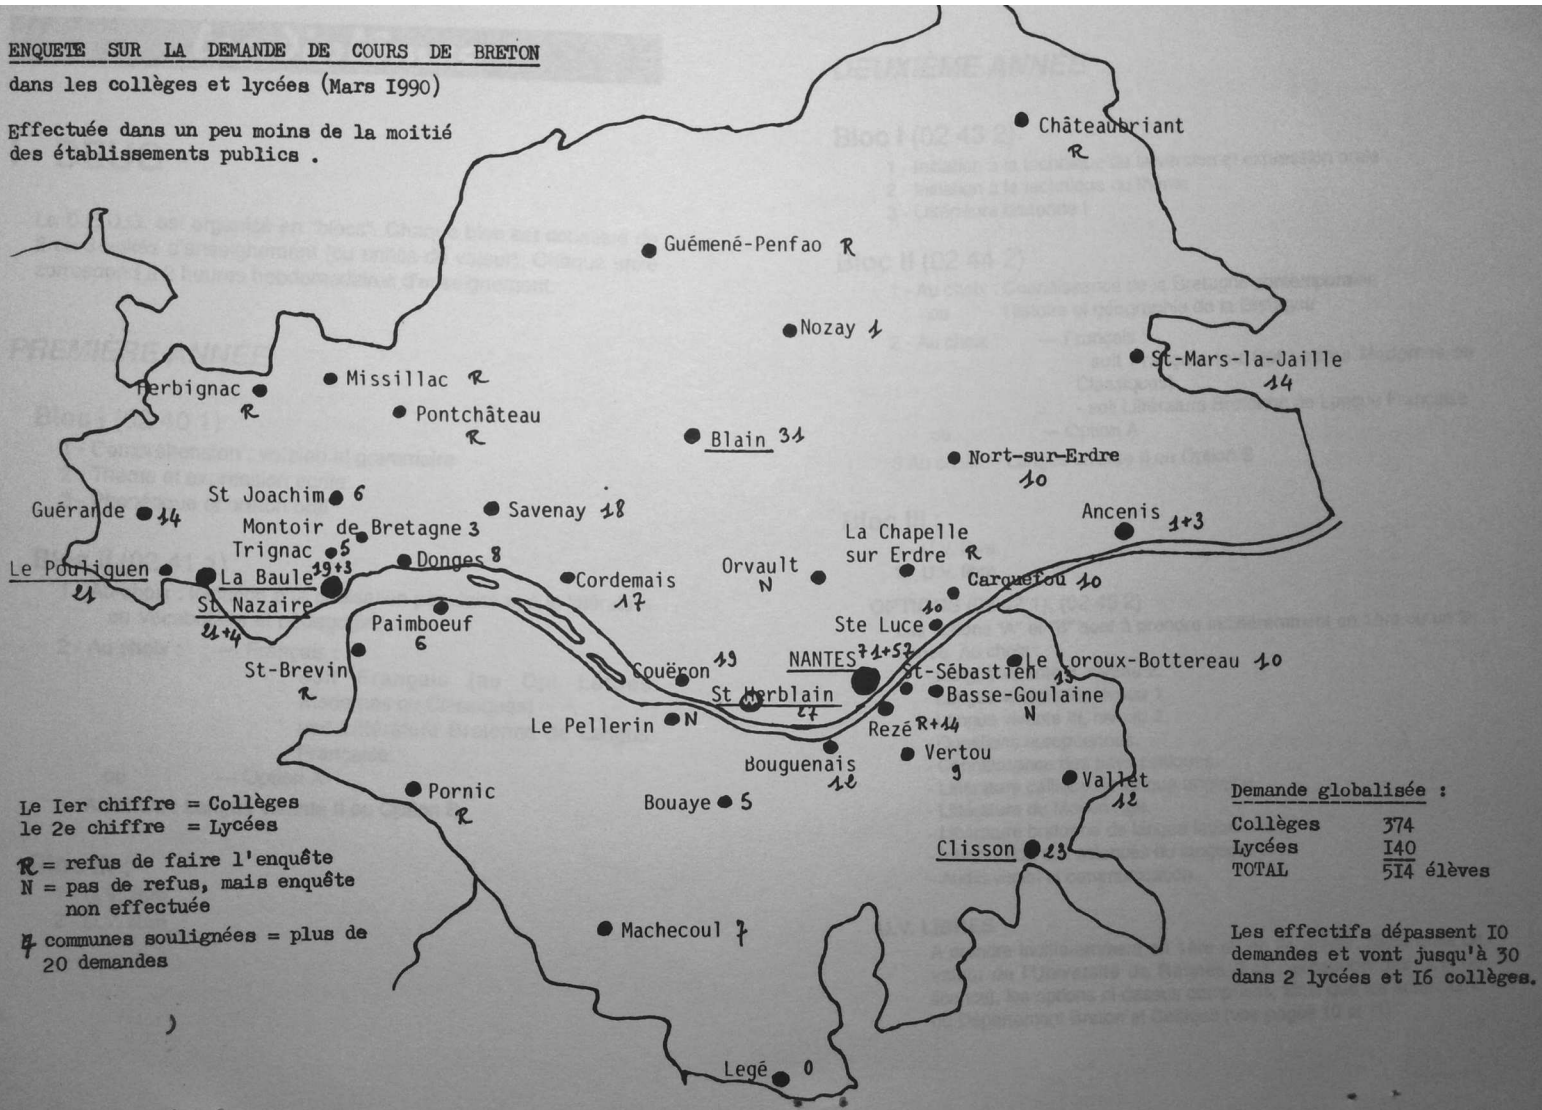 ENQUETE SUR LA DEMANDE DE COURS DE BRETON
dans les collèges et lycées (Mars I990)
Effectuée dans un peu moins de la moitié
des établissements publics .
Châteaubriant
R
Guémené-Penfao R
Nozay 1
St-Mars-la-Jaille
14
Herbignac
R
Missillac R
Pontchâteau
R
Blain 31
Nort-sur-Erdre
10
St Joachim 6
Guérande 14
Savenay 18
Montoir de Bretagne 3
Trignac 5
Donges 8
Ancenis
1+3
La Chapelle
sur Erdre R
Orvault
N
Le Pouliguen
21
La Baule 19+3
St Nazaire
21+4
Cordemais
17
Carquefou 10
Paimboeuf
6
10
Ste Luce
St-Brevin
R
Couëron 19
NANTES 71+57
Le Loroux-Bottereau 10
St-Sébastien
13
St Herblain
27
Basse-Goulaine
N
Le Pellerin N
Rezé R+14
Bouguenais
12
Vertou
9
Vallet
12
Pornic
R
Bouaye 5
Clisson 23
Machecoul 7
Legé 0
Le Ier chiffre = Collèges
le 2e chiffre = Lycées
R = refus de faire l'enquête
N = pas de refus, mais enquête
non effectuée
7 communes soulignées = plus de
20 demandes
Demande globalisée :
Collèges 374
Lycées I40
TOTAL 5I4 élèves
Les effectifs dépassent I0
demandes et vont jusqu'à 30
dans 2 lycées et I6 collèges.